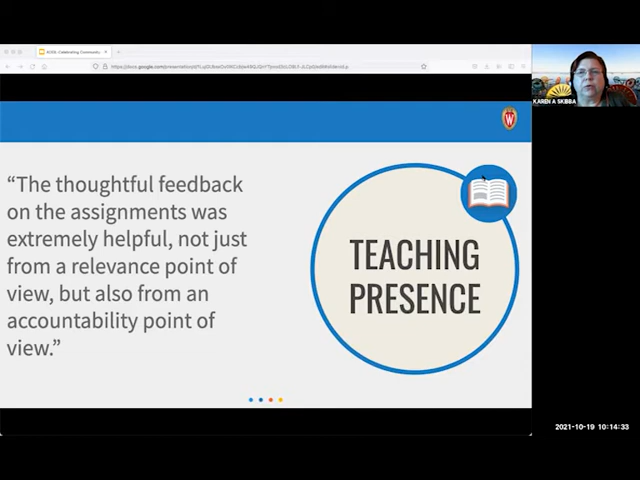 KAREN A SKIBBA
W
“The thoughtful feedback
on the assignments was
extremely helpful, not just
from a relevance point of
view, but also from an
accountability point of
view.”
TEACHING
PRESENCE
2021-10-19 10:14:33